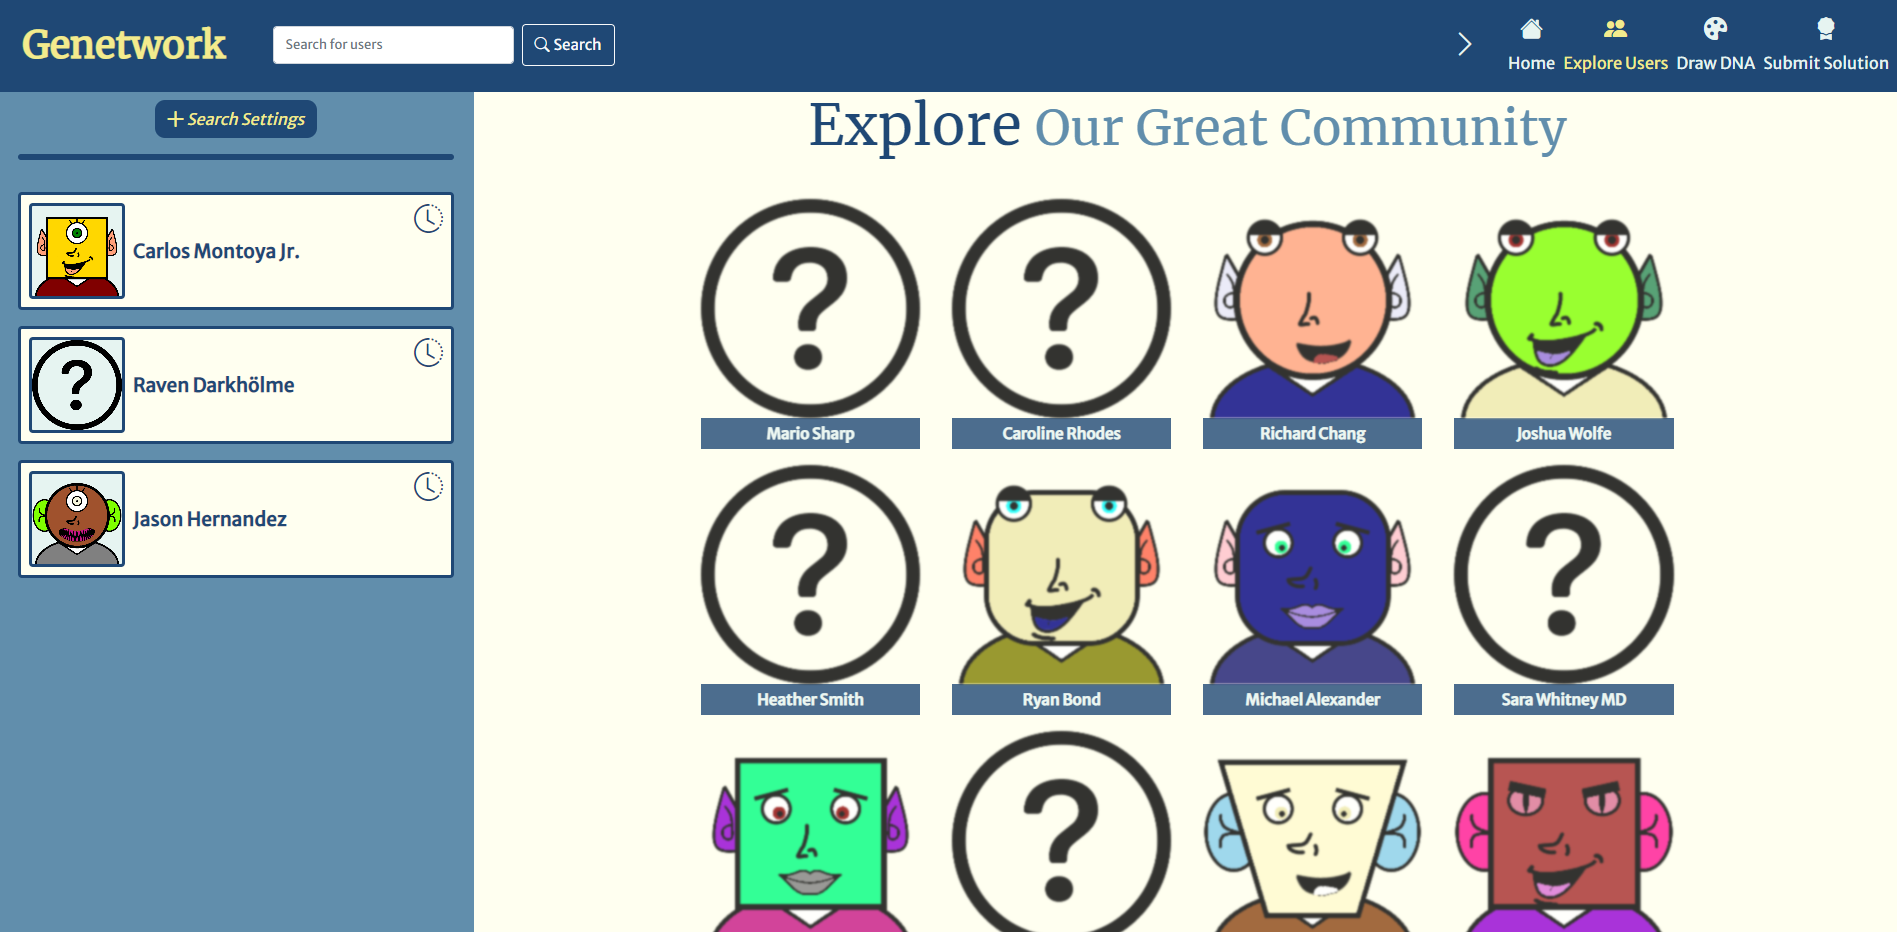 Genetwork
Search for users
Search
Home
Explore Users
Draw DNA
Submit Solution
Search Settings
Carlos Montoya Jr.
Raven Darkhölme
Jason Hernandez
Explore Our Great Community
?
?
?
Mario Sharp
Caroline Rhodes
Richard Chang
Joshua Wolfe
?
?
Heather Smith
Ryan Bond
Michael Alexander
Sara Whitney MD
?